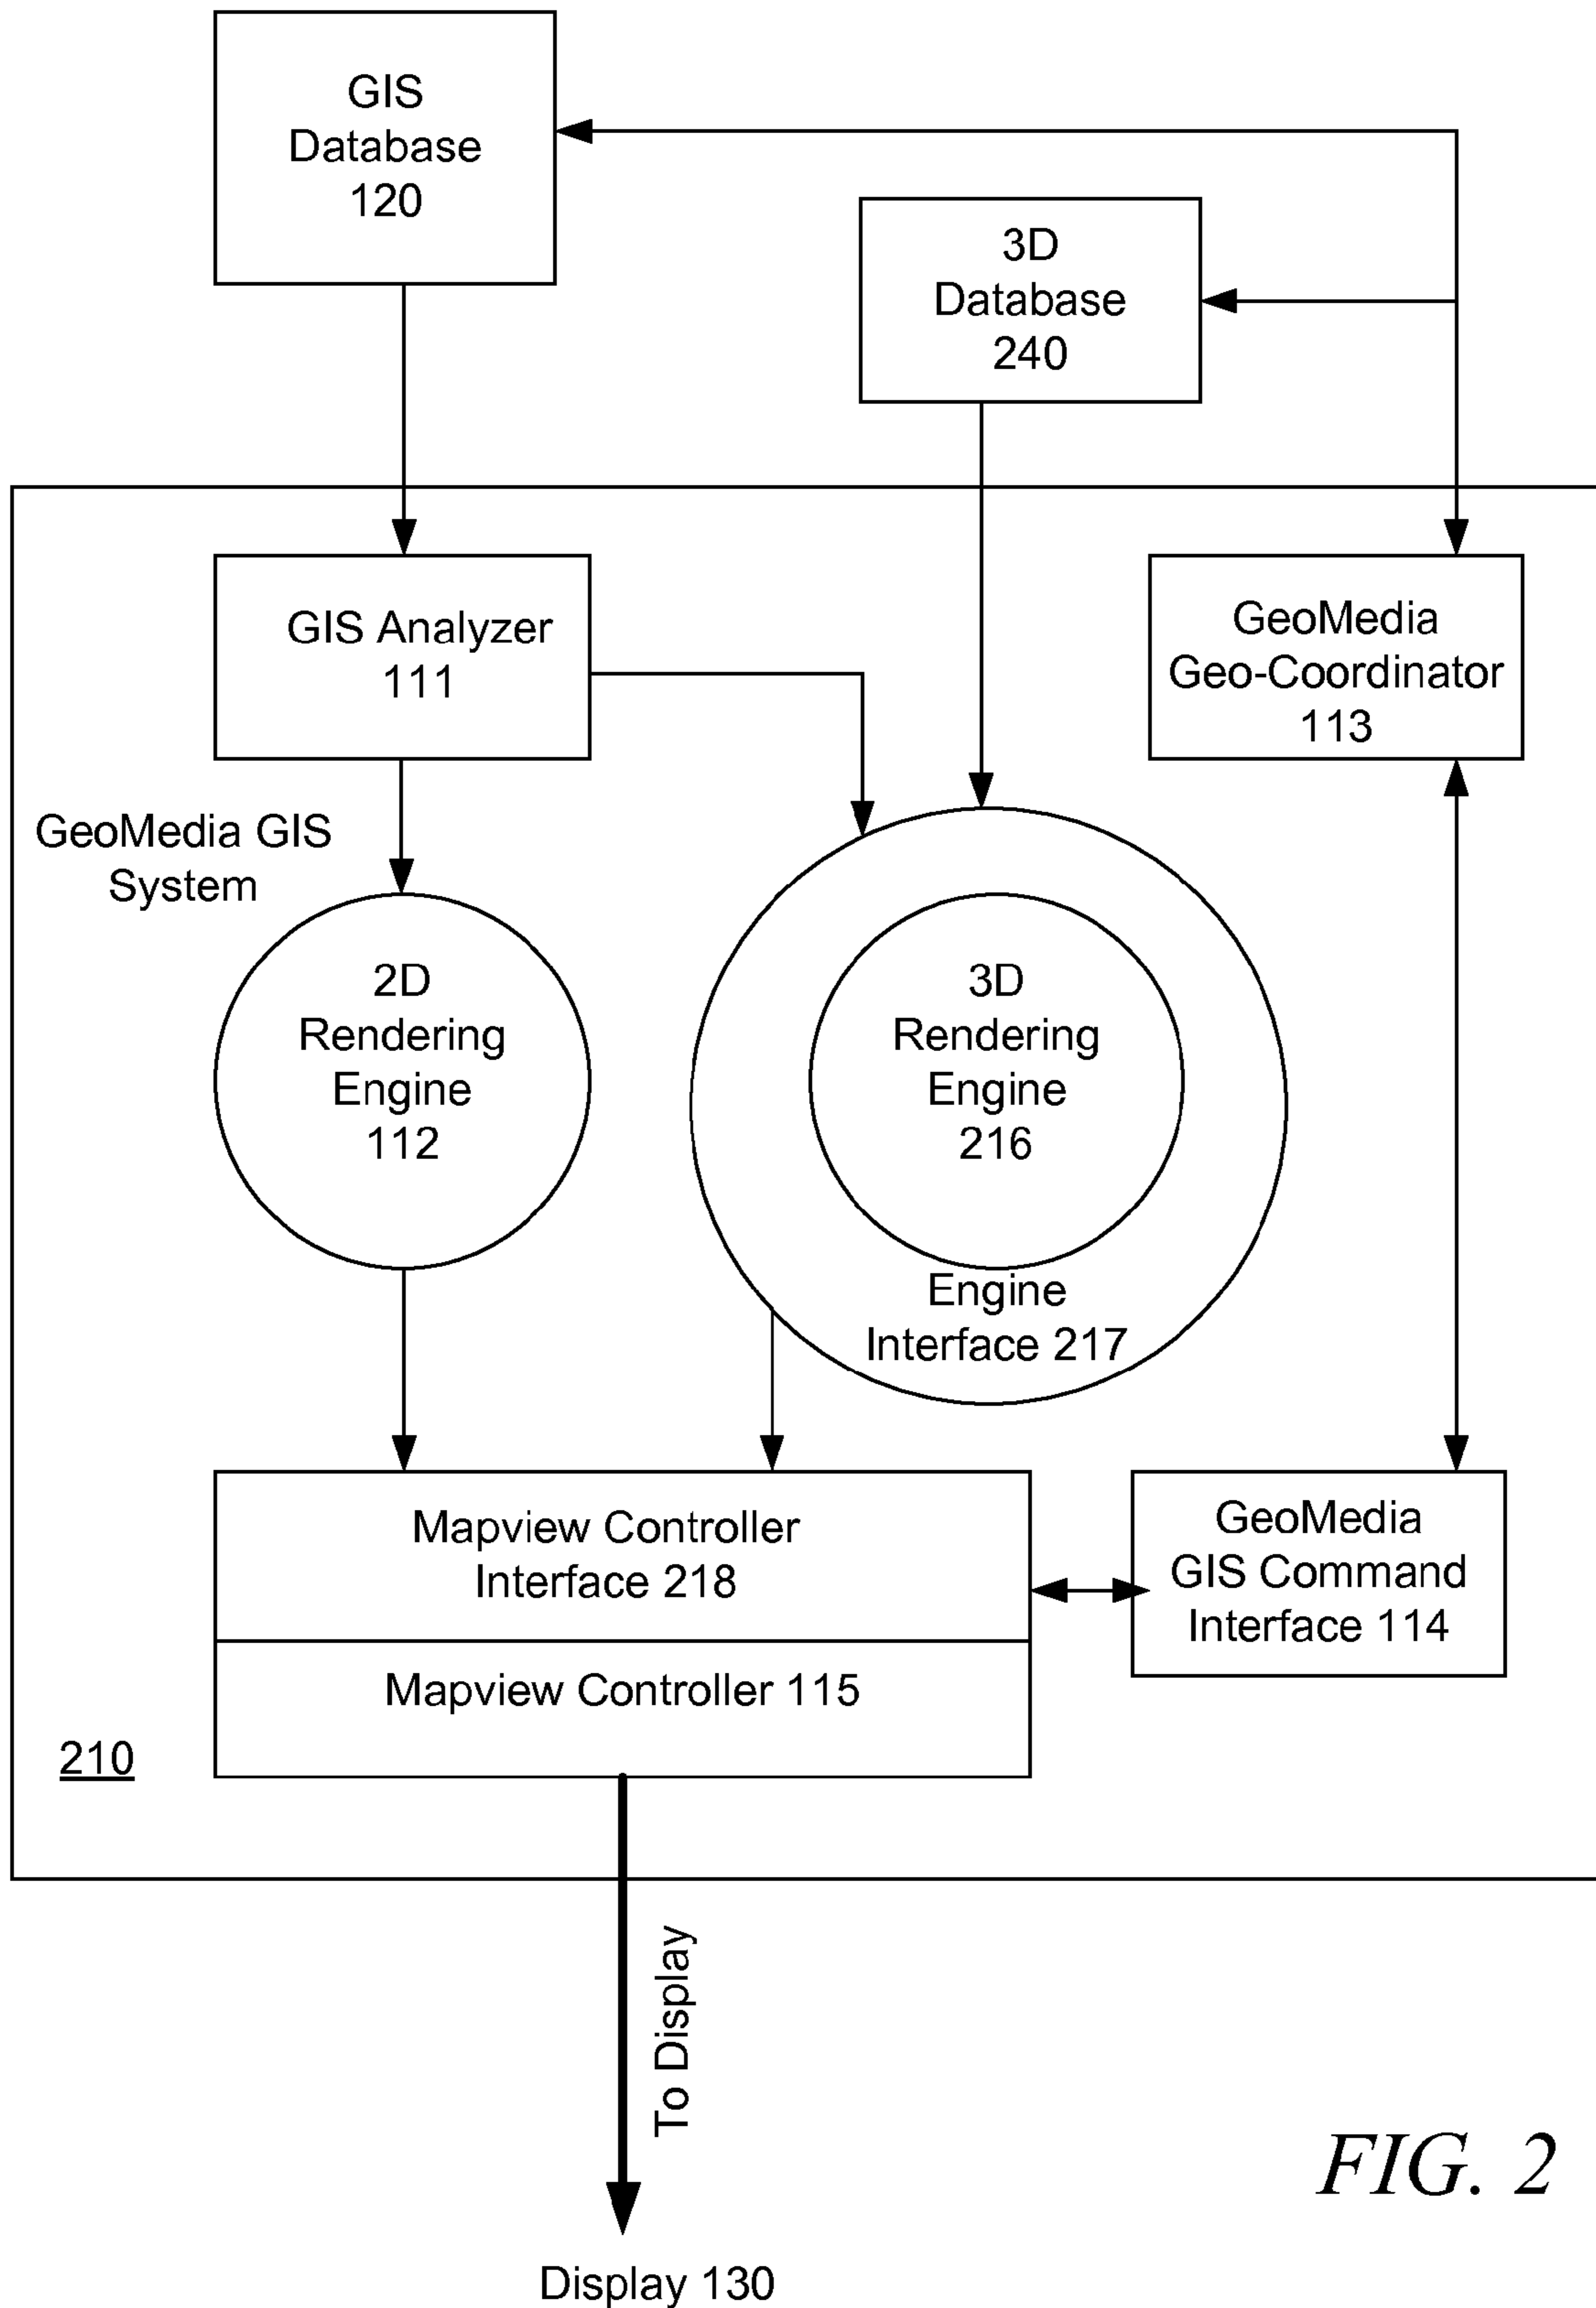 GIS
Database
120
3D
Database
240
GIS Analyzer
111
GeoMedia
Geo-Coordinator
113
GeoMedia GIS
System
2D
Rendering
Engine
112
3D
Rendering
Engine
216
Engine
Interface 217
Mapview Controller
Interface 218
GeoMedia
GIS Command
Interface 114
Mapview Controller 115
210
To Display
FIG. 2
Display 130